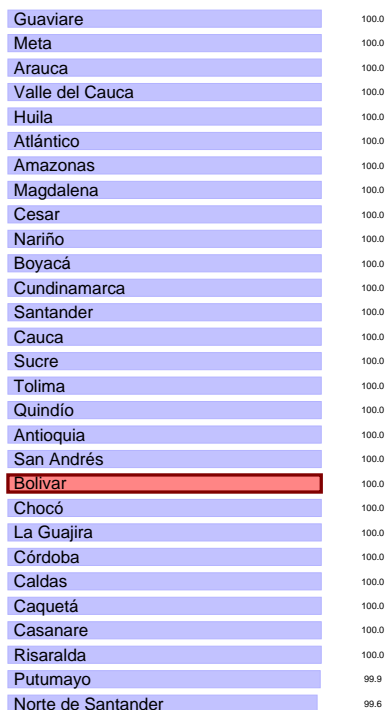 Guaviare 100.0
Meta 100.0
Arauca 100.0
Valle del Cauca 100.0
Huila 100.0
Atlántico 100.0
Amazonas 100.0
Magdalena 100.0
Cesar 100.0
Nariño 100.0
Boyacá 100.0
Cundinamarca 100.0
Santander 100.0
Cauca 100.0
Sucre 100.0
Tolima 100.0
Quindío 100.0
Antioquia 100.0
San Andrés 100.0
Bolivar 100.0
Chocó 100.0
La Guajira 100.0
Córdoba 100.0
Caldas 100.0
Caquetá 100.0
Casanare 100.0
Risaralda 100.0
Putumayo 99.9
Norte de Santander 99.6